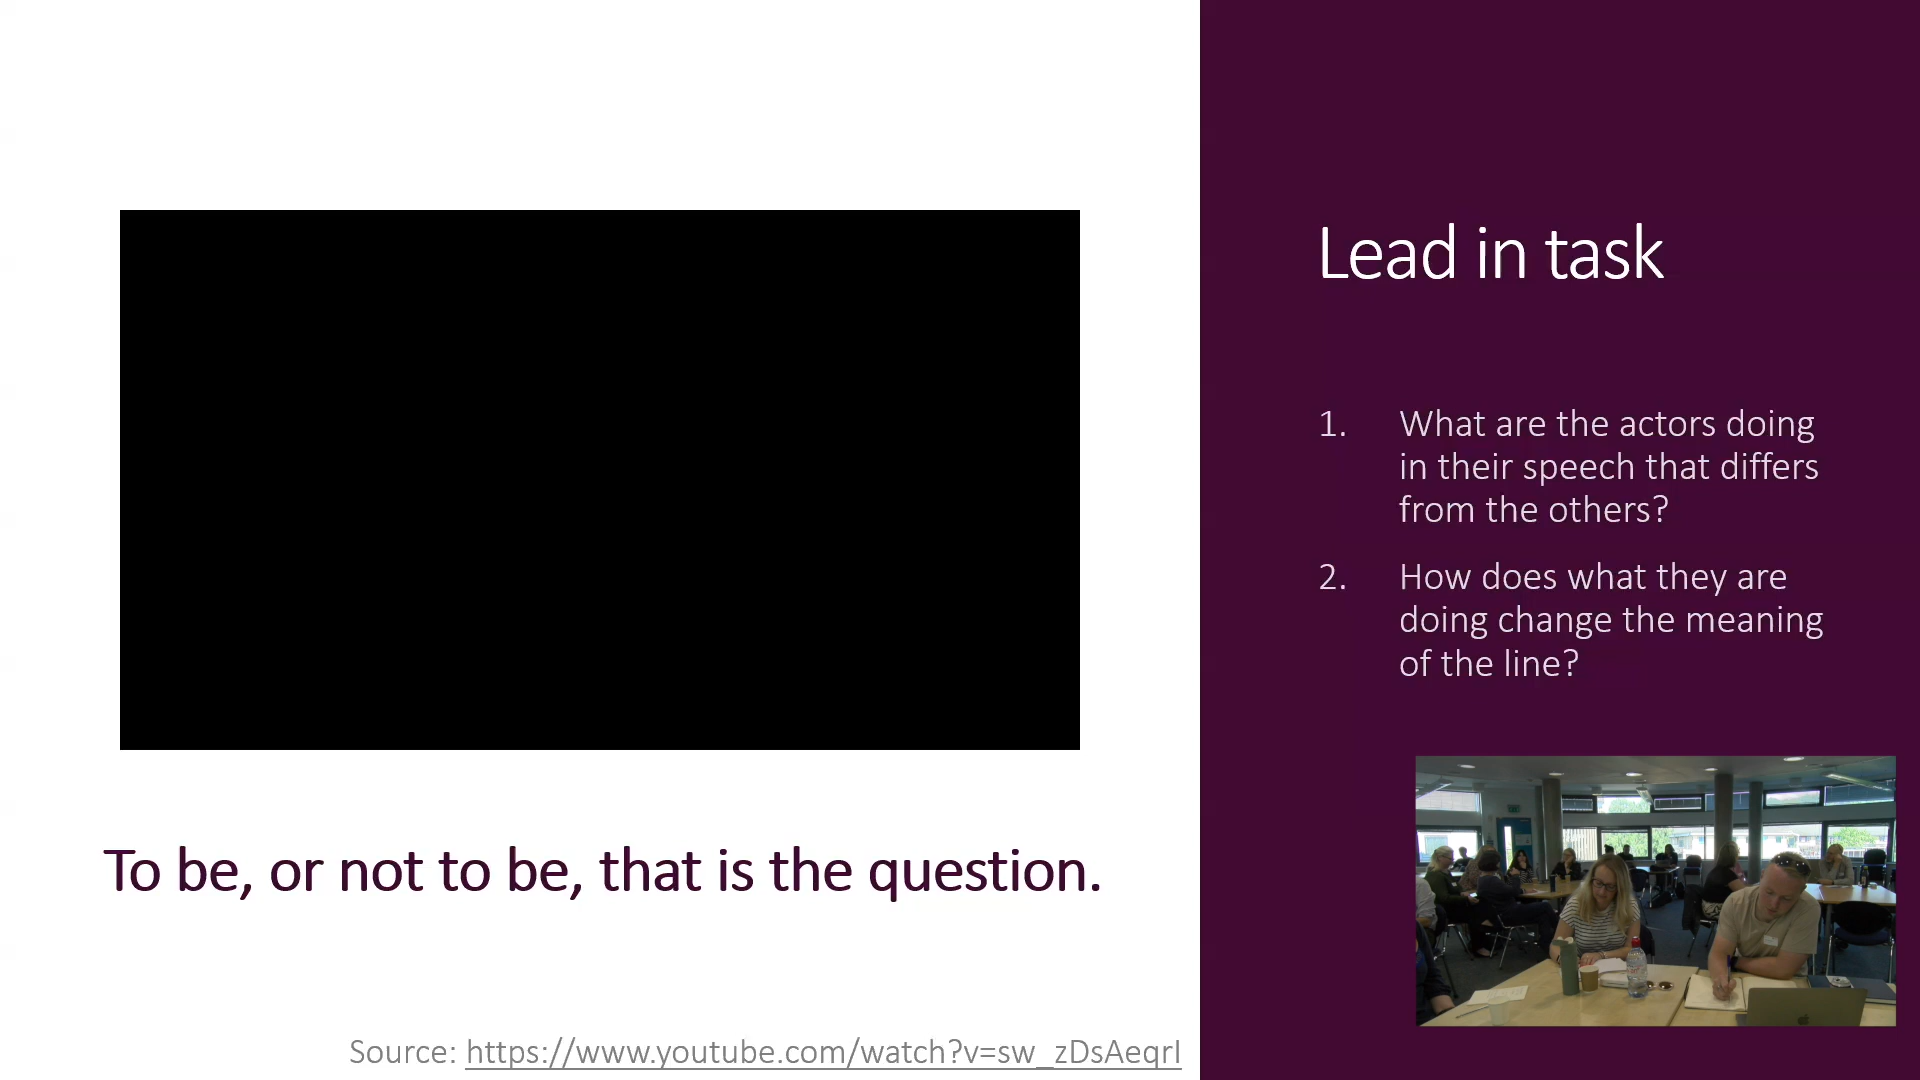 To be, or not to be, that is the question.
Source: https://www.youtube.com/watch?v=sw_zDsAeqrI
Lead in task
1. What are the actors doing
in their speech that differs
from the others?
2. How does what they are
doing change the meaning
of the line?